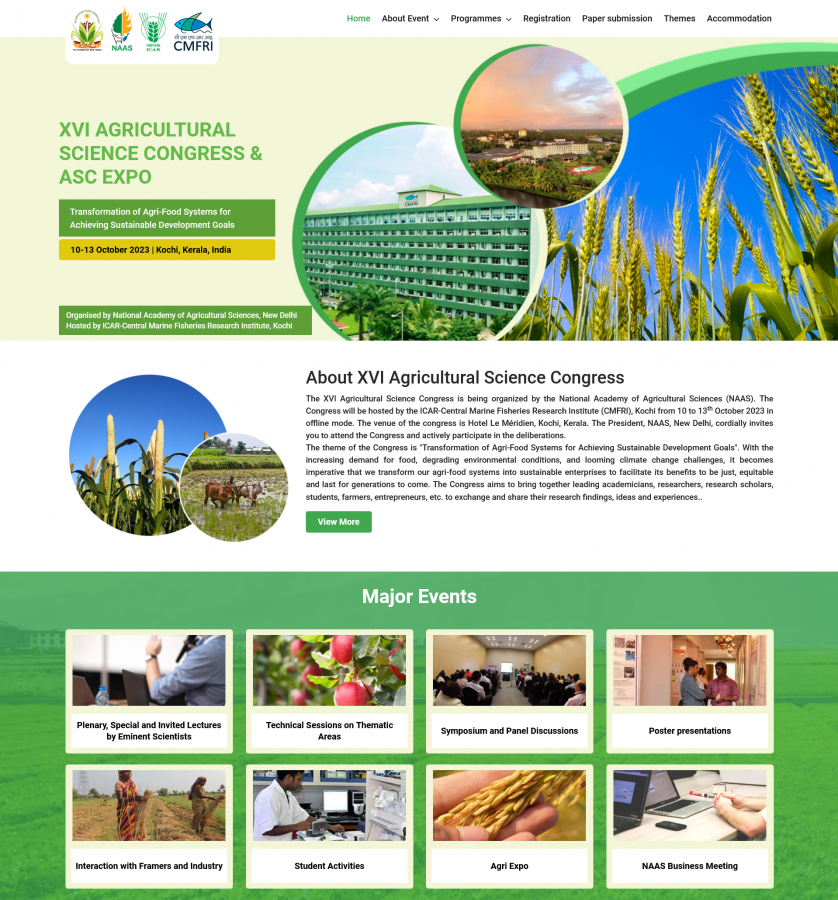 NAAS
ICAR
CMFRI
Home
About Event
Programmes
Registration
Paper submission
Themes
Accommodation
XVI AGRICULTURAL
SCIENCE CONGRESS &
ASC EXPO
Transformation of Agri-Food Systems for
Achieving Sustainable Development Goals
10-13 October 2023 | Kochi, Kerala, India
Organised by National Academy of Agricultural Sciences, New Delhi
Hosted by ICAR-Central Marine Fisheries Research Institute, Kochi
About XVI Agricultural Science Congress
The XVI Agricultural Science Congress is being organized by the National Academy of Agricultural Sciences (NAAS). The
Congress will be hosted by the ICAR-Central Marine Fisheries Research Institute (CMFRI), Kochi from 10 to 13th October 2023 in
offline mode. The venue of the congress is Hotel Le Méridien, Kochi, Kerala. The President, NAAS, New Delhi, cordially invites
you to attend the Congress and actively participate in the deliberations.
The theme of the Congress is "Transformation of Agri-Food Systems for Achieving Sustainable Development Goals". With the
increasing demand for food, degrading environmental conditions, and looming climate change challenges, it becomes
imperative that we transform our agri-food systems into sustainable enterprises to facilitate its benefits to be just, equitable
and last for generations to come. The Congress aims to bring together leading academicians, researchers, research scholars,
students, farmers, entrepreneurs, etc. to exchange and share their research findings, ideas and experiences..
View More
Major Events
Plenary, Special and Invited Lectures
by Eminent Scientists
Technical Sessions on Thematic
Areas
Symposium and Panel Discussions
Poster presentations
Interaction with Framers and Industry
Student Activities
Agri Expo
NAAS Business Meeting